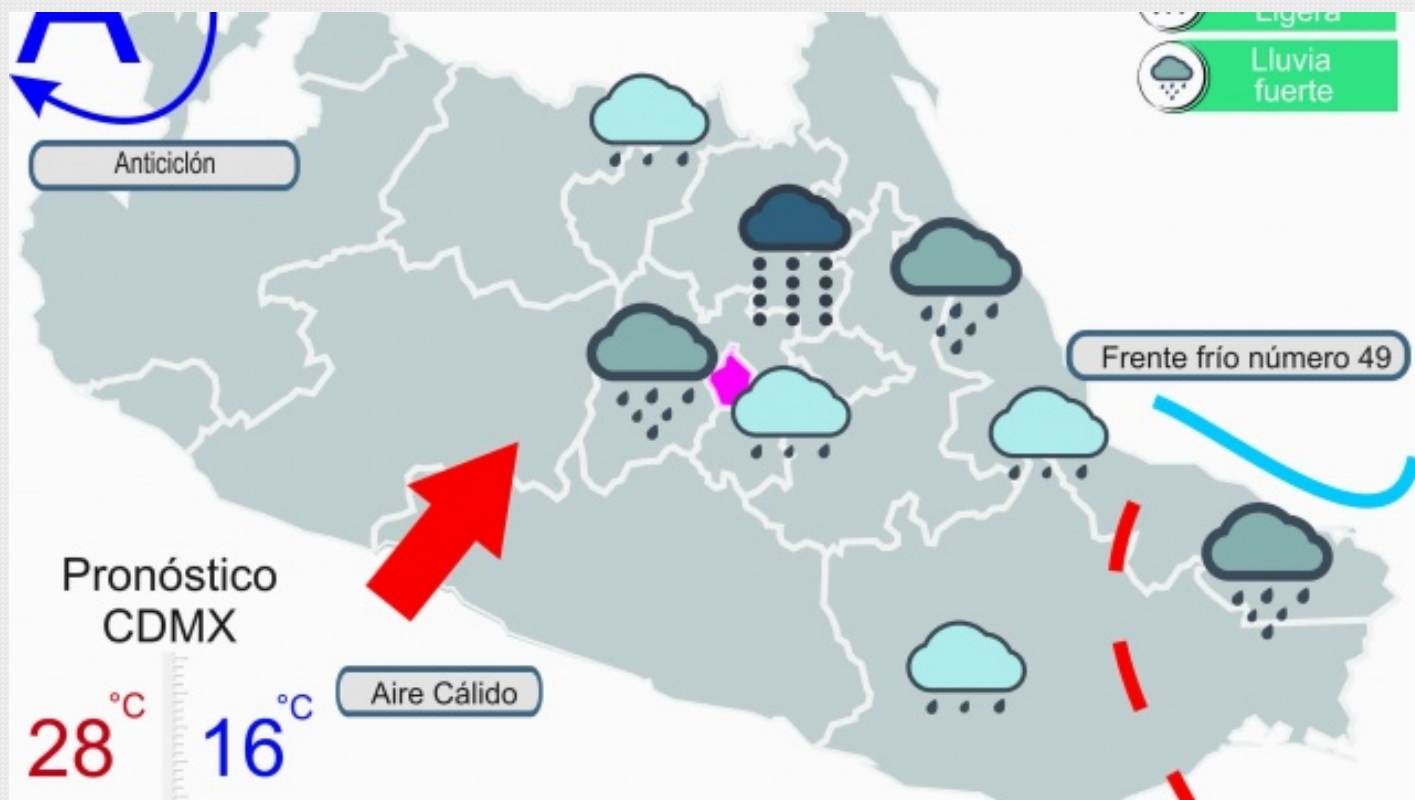 A
Ligera
Lluvia
fuerte
Anticiclón
Frente frío número 49
Pronóstico
CDMX
Aire Cálido
28°C
16°C